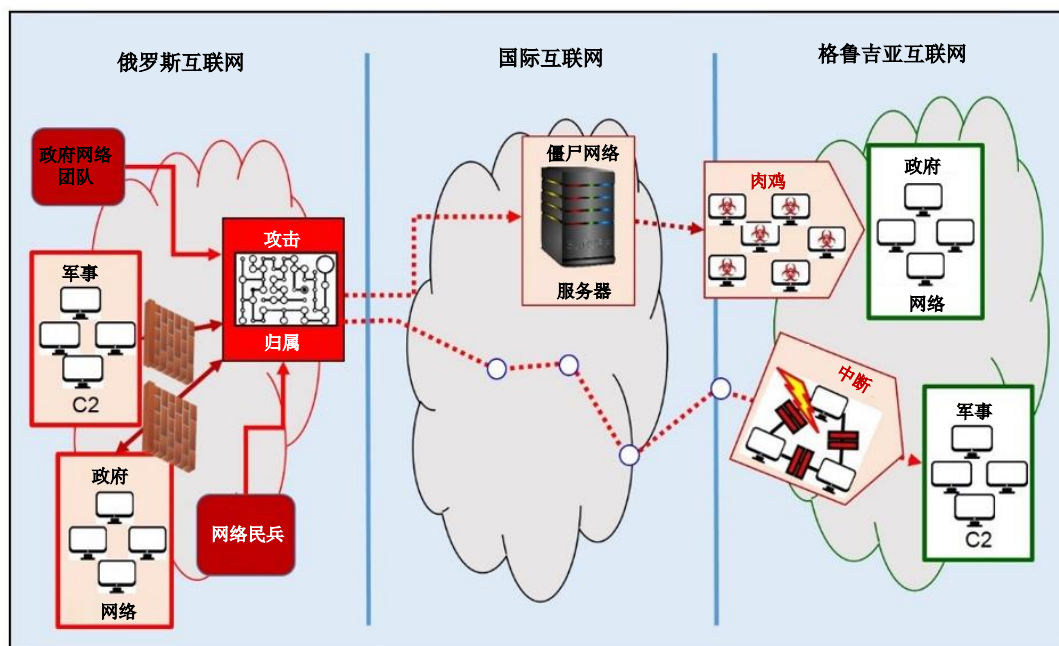 俄罗斯互联网
国际互联网
格鲁吉亚互联网
政府网络
团队
军事
C2
政府
网络
攻击
归属
网络民兵
僵尸网络
服务器
肉鸡
政府
网络
中断
军事
C2